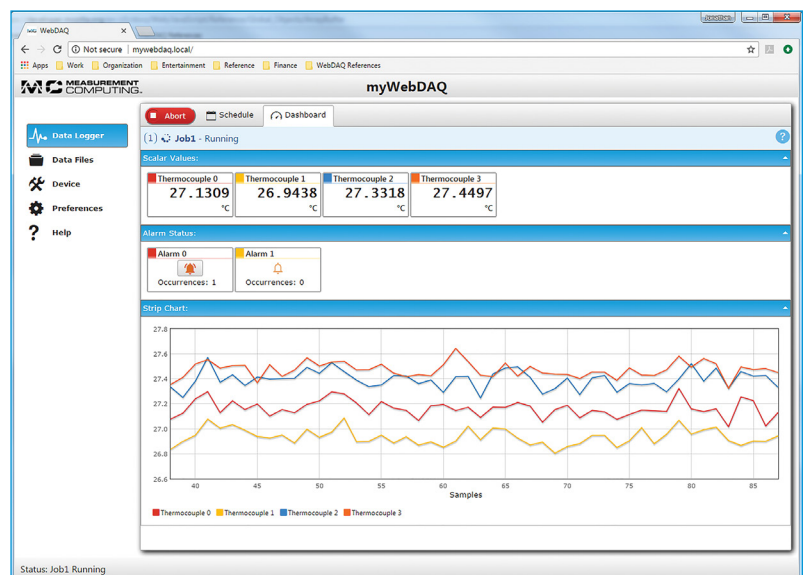 WebDAQ
Not secure | mywebdaq.local/
Apps Work Organization Entertainment Reference Finance WebDAQ References
MEASUREMENT
COMPUTING.
myWebDAQ
Abort Schedule Dashboard
Data Logger
Data Files
Device
Preferences
? Help
(1) Job1 - Running
?
Scalar Values:
Thermocouple 0 Thermocouple 1 Thermocouple 2 Thermocouple 3
27.1309 26.9438 27.3318 27.4497
°C °C °C °C
Alarm Status:
Alarm 0 Alarm 1
Occurrences: 1 Occurrences: 0
Strip Chart:
27.8
27.6
27.4
27.2
27.0
26.8
26.6
40 45 50 55 60 65 70 75 80 85
Samples
Thermocouple 0 Thermocouple 1 Thermocouple 2 Thermocouple 3
Status: Job1 Running